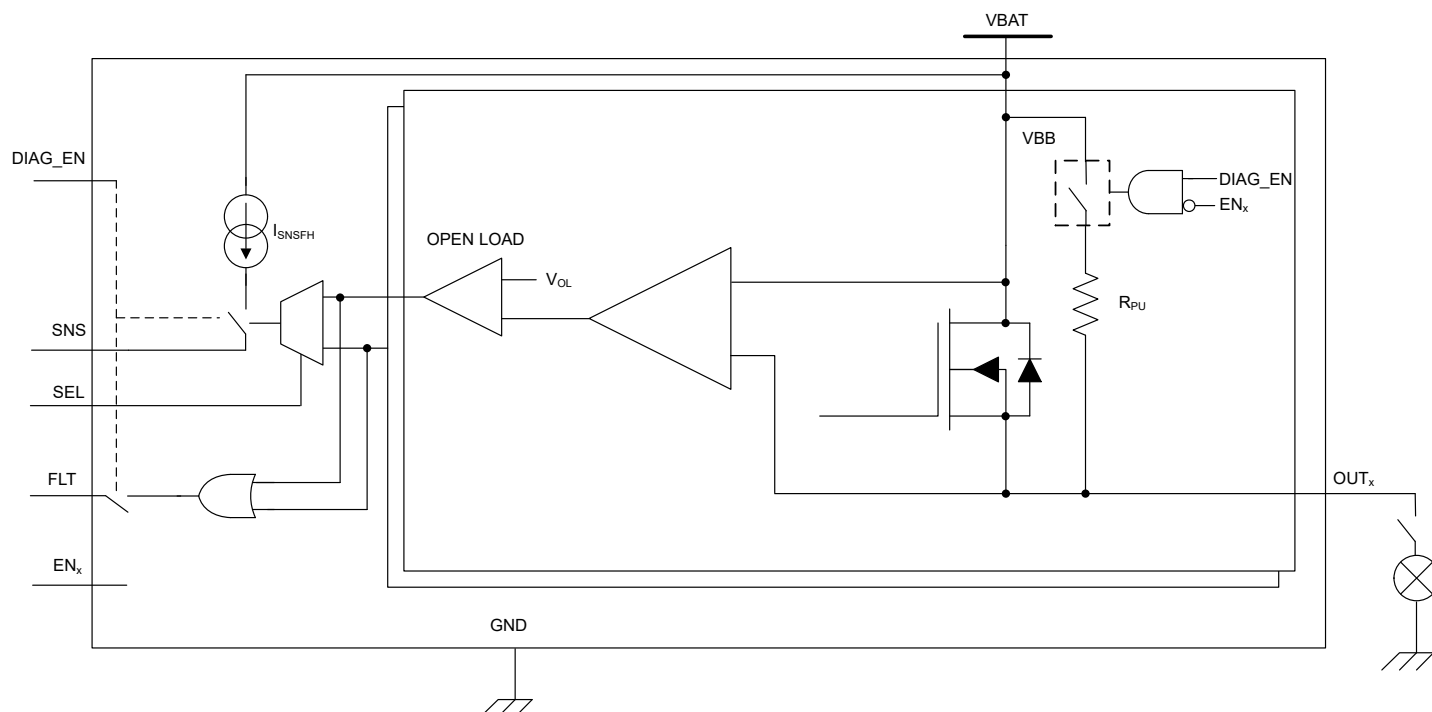 VBAT
DIAG_EN
VBB
DIAG_EN
ENx
ISNSFH
OPEN LOAD
VOL
RPU
SNS
SEL
FLT
OUTx
ENx
GND